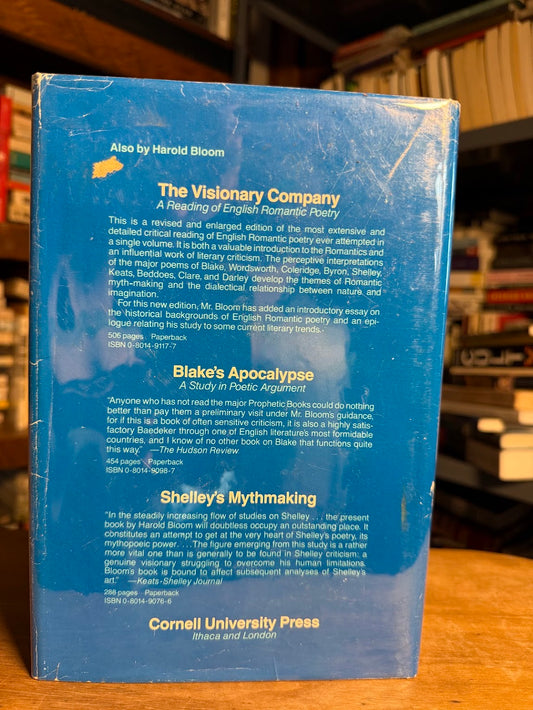 Also by Harold Bloom
The Visionary Company
A Reading of English Romantic Poetry
This is a revised and enlarged edition of the most extensive and
detailed critical reading of English Romantic poetry ever attempted in
a single volume. It is both a valuable introduction to the Romantics and
an influential work of literary criticism. The perceptive interpretations
of the major poems of Blake, Wordsworth, Coleridge, Byron, Shelley,
Keats, Beddoes, Clare, and Darley develop the themes of Romantic
myth-making and the dialectical relationship between nature and
imagination.
For this new edition, Mr. Bloom has added an introductory essay on
the historical backgrounds of English Romantic poetry and an epi-
logue relating his study to some current literary trends.
506 pages Paperback
ISBN 0-8014-9117-7
Blake's Apocalypse
A Study in Poetic Argument
"Anyone who has not read the major Prophetic Books could do nothing
better than pay them a preliminary visit under Mr. Bloom's guidance,
for if this is a book of often sensitive criticism, it is also a highly satis-
factory Baedeker through one of English literature's most formidable
countries, and I know of no other book on Blake that functions quite
this way." —The Hudson Review
454 pages Paperback
ISBN 0-8014-9098-7
Shelley's Mythmaking
"In the steadily increasing flow of studies on Shelley . . . the present
book by Harold Bloom will doubtless occupy an outstanding place. It
constitutes an attempt to get at the very heart of Shelley's poetry, its
mythopoeic power. . . . The figure emerging from this study is a rather
more vital one than is generally to be found in Shelley criticism: a
genuine visionary struggling to overcome his human limitations.
Bloom's book is bound to affect subsequent analyses of Shelley's
art." —Keats-Shelley Journal
288 pages Paperback
ISBN 0-8014-9076-6
Cornell University Press
Ithaca and London